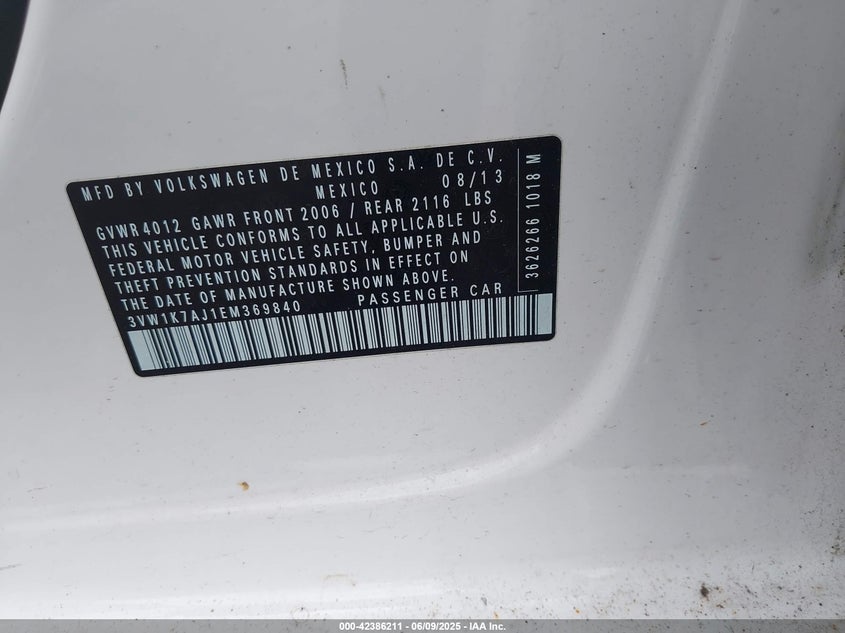 MFD BY VOLKSWAGEN DE MEXICO S.A. DE C.V.
MEXICO 08/13
GVWR 4012 GAWR FRONT 2006 / REAR 2116 LBS
THIS VEHICLE CONFORMS TO ALL APPLICABLE U.S.
FEDERAL MOTOR VEHICLE SAFETY, BUMPER AND
THEFT PREVENTION STANDARDS IN EFFECT ON
THE DATE OF MANUFACTURE SHOWN ABOVE.
3VW1K7AJ1EM369840 PASSENGER CAR
3626266 1018 M
000-42386211 - 06/09/2025 - IAA Inc.